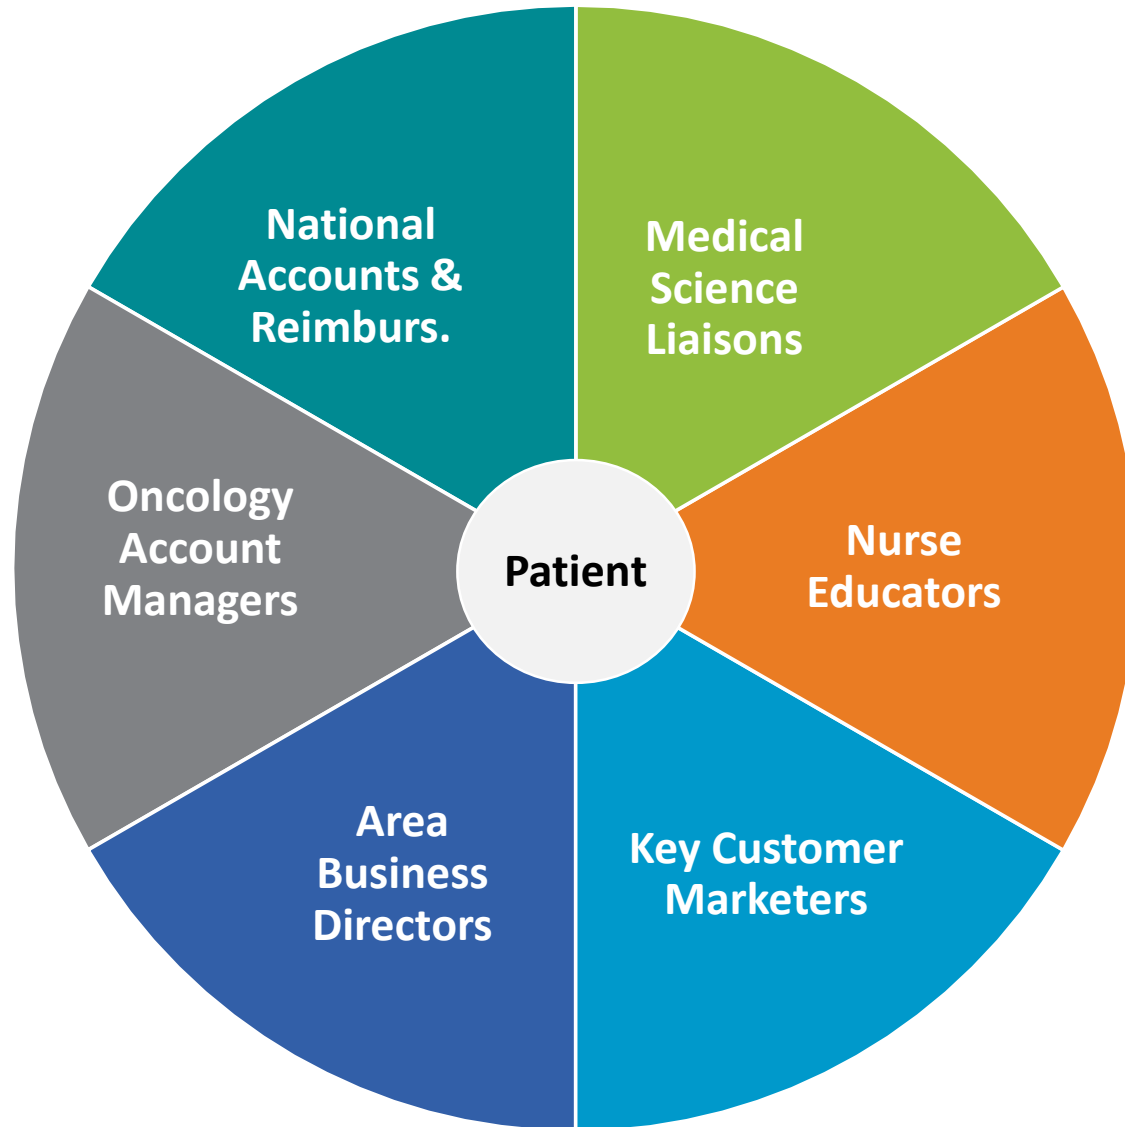 National
Accounts &
Reimburs.
Medical
Science
Liaisons
Oncology
Account
Managers
Patient
Nurse
Educators
Area
Business
Directors
Key Customer
Marketers